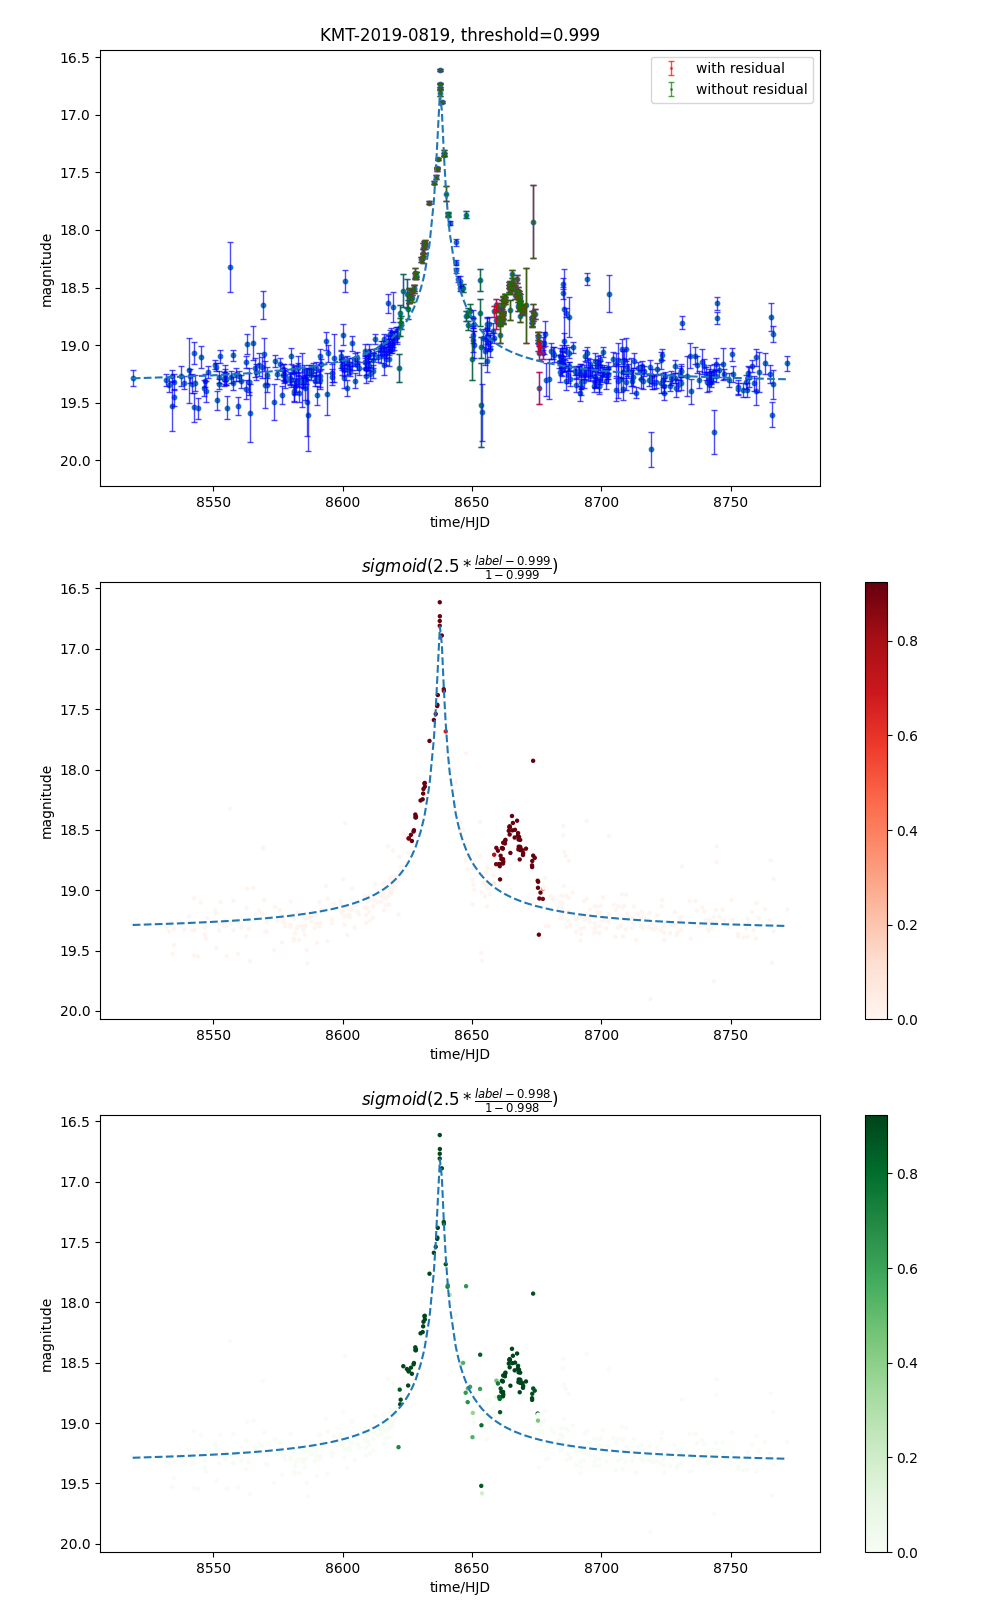 KMT-2019-0819, threshold=0.999
with residual
without residual
16.5
17.0
17.5
18.0
18.5
19.0
19.5
20.0
magnitude
8550 8600 8650 8700 8750
time/HJD
sigmoid(2.5 * \frac{label - 0.999}{1 - 0.999})
16.5
17.0
17.5
18.0
18.5
19.0
19.5
20.0
magnitude
8550 8600 8650 8700 8750
time/HJD
0.8
0.6
0.4
0.2
0.0
sigmoid(2.5 * \frac{label - 0.998}{1 - 0.998})
16.5
17.0
17.5
18.0
18.5
19.0
19.5
20.0
magnitude
8550 8600 8650 8700 8750
time/HJD
0.8
0.6
0.4
0.2
0.0